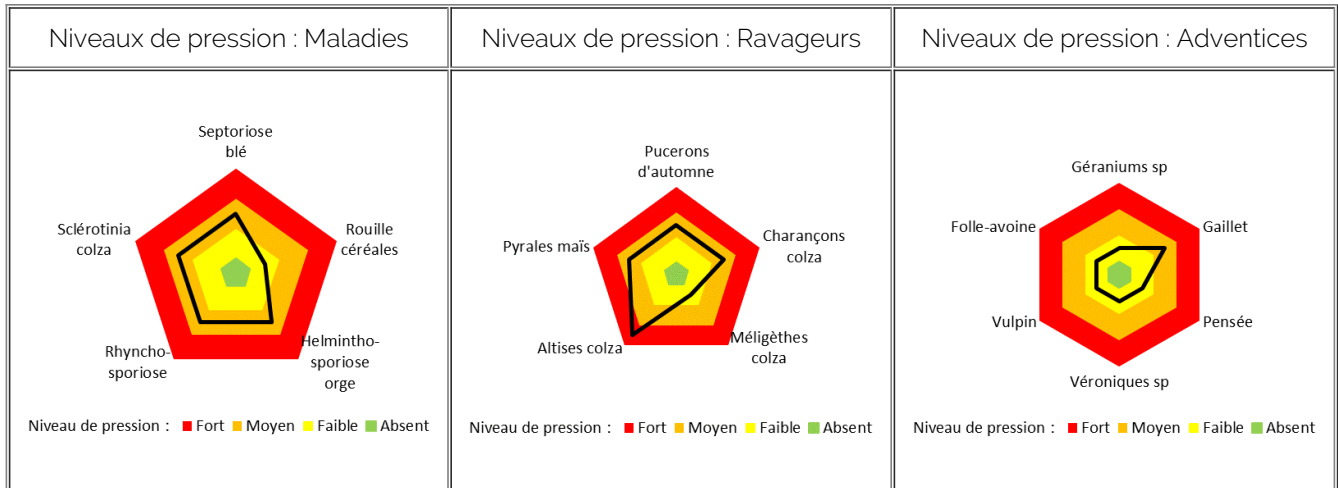 Niveaux de pression : Maladies
Niveaux de pression : Ravageurs
Niveaux de pression : Adventices
Septoriose
blé
Rouille
céréales
Helmintho-
sporiose
orge
Rhyncho-
sporiose
Sclérotinia
colza
Niveau de pression : Fort Moyen Faible Absent
Pucerons
d'automne
Charançons
colza
Méligèthes
colza
Altises colza
Pyrales maïs
Niveau de pression : Fort Moyen Faible Absent
Géraniums sp
Gaillet
Pensée
Véroniques sp
Vulpin
Folle-avoine
Niveau de pression : Fort Moyen Faible Absent